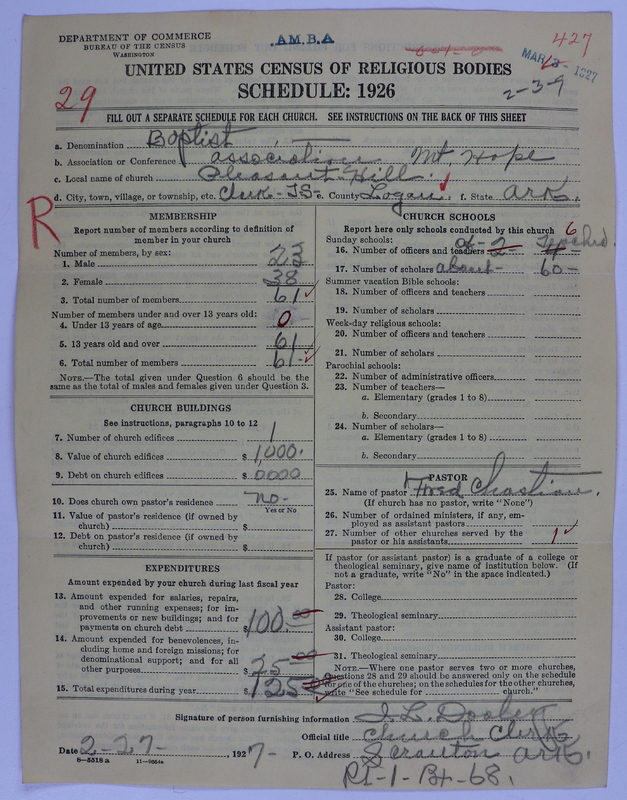 DEPARTMENT OF COMMERCE
BUREAU OF THE CENSUS
WASHINGTON
A.M.B.A
427
MAR 3- 1927
2-3-9
29
UNITED STATES CENSUS OF RELIGIOUS BODIES
SCHEDULE: 1926
FILL OUT A SEPARATE SCHEDULE FOR EACH CHURCH. SEE INSTRUCTIONS ON THE BACK OF THIS SHEET
a. Denomination Baptist
b. Association or Conference association Mt. Hope
c. Local name of church Pleasant Hill.
d. City, town, village, or township, etc. Clark-TS- e. County Logan, f. State Ark.
R
MEMBERSHIP
Report number of members according to definition of
member in your church
Number of members, by sex:
1. Male 23
2. Female 38
3. Total number of members 61
Number of members under and over 13 years old:
4. Under 13 years of age 0
5. 13 years old and over 61
6. Total number of members 61-
NOTE.—The total given under Question 6 should be the
same as the total of males and females given under Question 3.
CHURCH BUILDINGS
See instructions, paragraphs 10 to 12
7. Number of church edifices 1
8. Value of church edifices $ 1,000.
9. Debt on church edifices $ 0000
10. Does church own pastor's residence no-
Yes or No
11. Value of pastor's residence (if owned by
church) $
12. Debt on pastor's residence (if owned by
church) $
EXPENDITURES
Amount expended by your church during last fiscal year
13. Amount expended for salaries, repairs,
and other running expenses; for im-
provements or new buildings; and for
payments on church debt $ 100.00
14. Amount expended for benevolences, in-
cluding home and foreign missions; for
denominational support; and for all
other purposes $ 25.00
15. Total expenditures during year $ 125.00
CHURCH SCHOOLS
Report here only schools conducted by this church
Sunday schools:
16. Number of officers and teachers of-2- 4 6
17. Number of scholars about- 60-
Summer vacation Bible schools:
18. Number of officers and teachers
19. Number of scholars
Week-day religious schools:
20. Number of officers and teachers
21. Number of scholars
Parochial schools:
22. Number of administrative officers
23. Number of teachers—
a. Elementary (grades 1 to 8)
b. Secondary
24. Number of scholars—
a. Elementary (grades 1 to 8)
b. Secondary
PASTOR
25. Name of pastor Fred Chastian.
(If church has no pastor, write "None")
26. Number of ordained ministers, if any, em-
ployed as assistant pastors
27. Number of other churches served by the
pastor or his assistants 1
If pastor (or assistant pastor) is a graduate of a college or
theological seminary, give name of institution below. (If
not a graduate, write "No" in the space indicated.)
Pastor:
28. College
29. Theological seminary
Assistant pastor:
30. College
31. Theological seminary
NOTE.—Where one pastor serves two or more churches,
Questions 28 and 29 should be answered only on the schedule
for one of the churches; on the schedules for the other churches,
write "See schedule for church."
Signature of person furnishing information J. L. Dooley
Official title Church Clerk
Date 2-27-, 1927- P. O. Address Scranton Ark.
8-5518 a 11-9054a
R I-1-Bx-68.